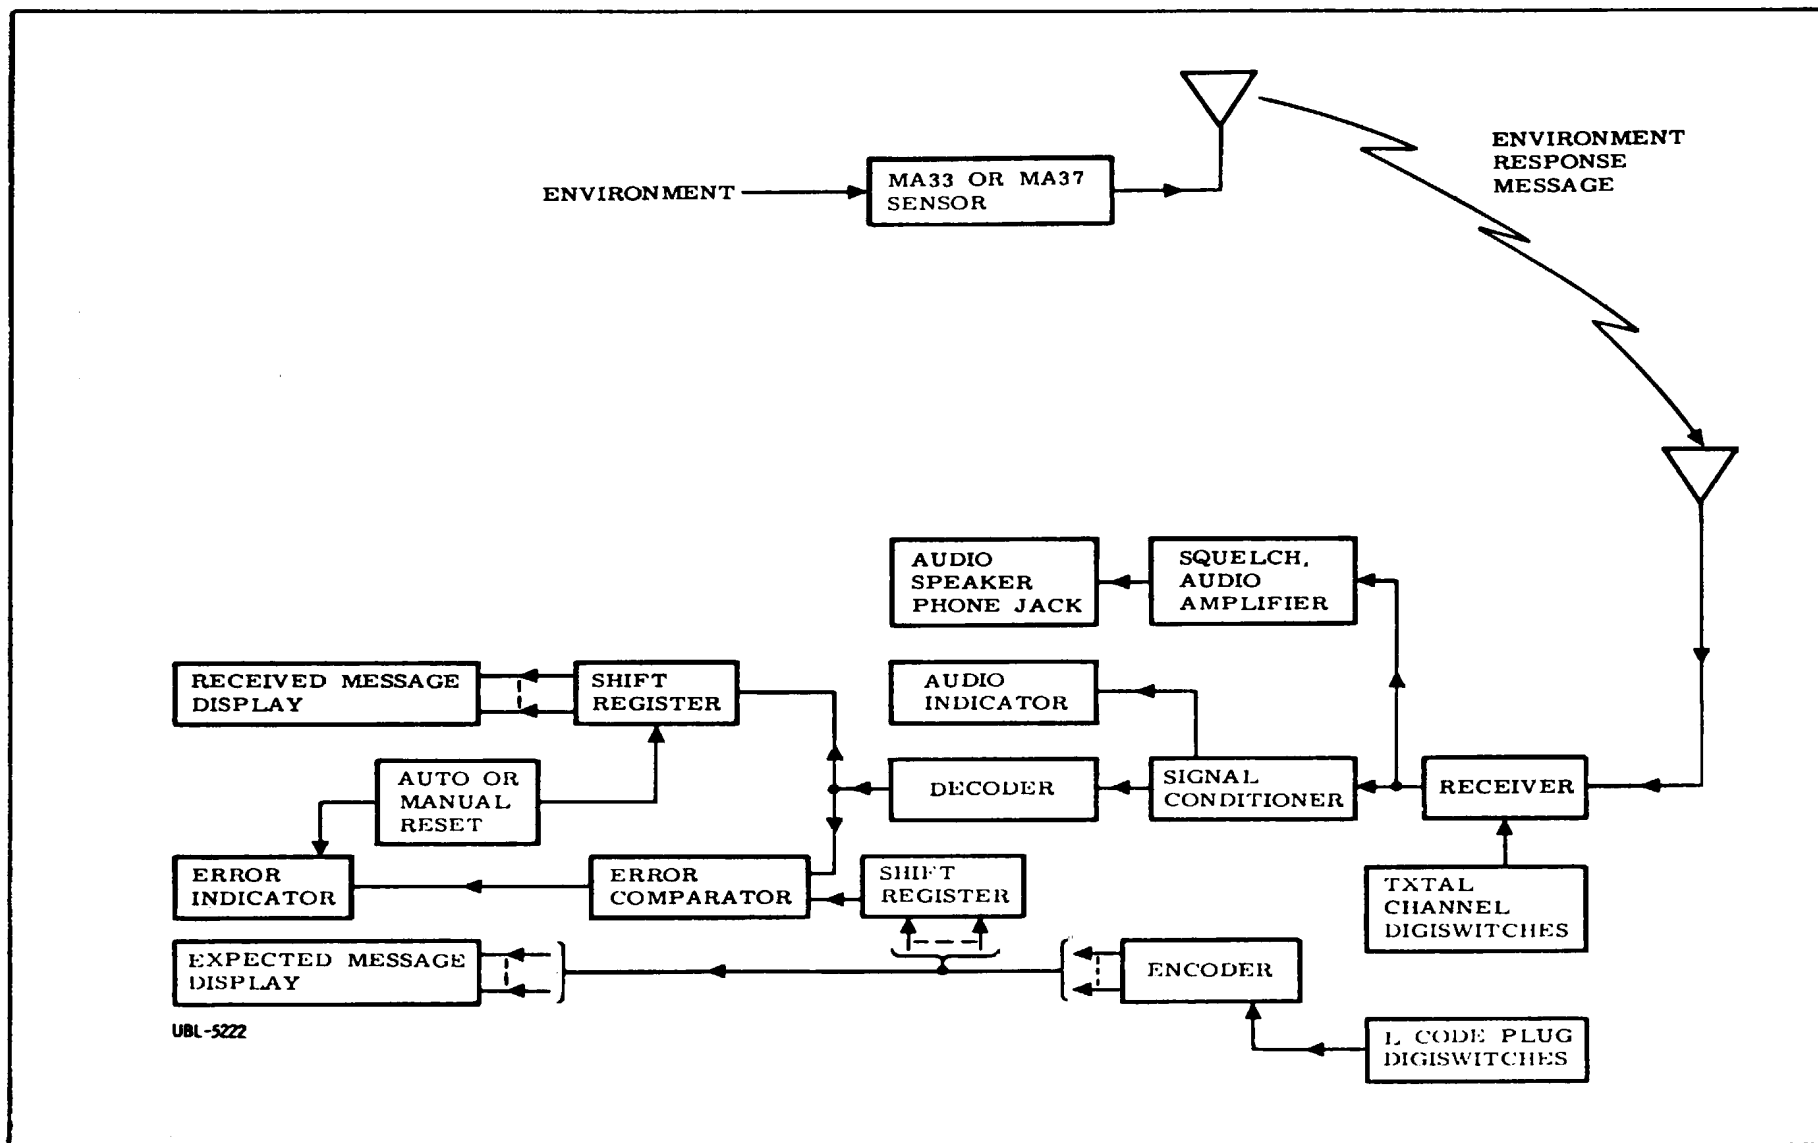 ENVIRONMENT
MA33 OR MA37
SENSOR
ENVIRONMENT
RESPONSE
MESSAGE
AUDIO
SPEAKER
PHONE JACK
SQUELCH,
AUDIO
AMPLIFIER
RECEIVED MESSAGE
DISPLAY
SHIFT
REGISTER
AUDIO
INDICATOR
AUTO OR
MANUAL
RESET
DECODER
SIGNAL
CONDITIONER
RECEIVER
ERROR
INDICATOR
ERROR
COMPARATOR
SHIFT
REGISTER
TXTAL
CHANNEL
DIGISWITCHES
EXPECTED MESSAGE
DISPLAY
ENCODER
UBL-5222
L CODE PLUG
DIGISWITCHES